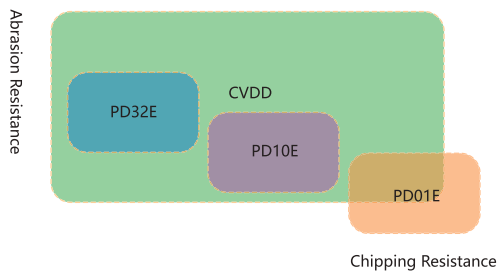 Abrasion Resistance
CVDD
PD32E
PD10E
PD01E
Chipping Resistance